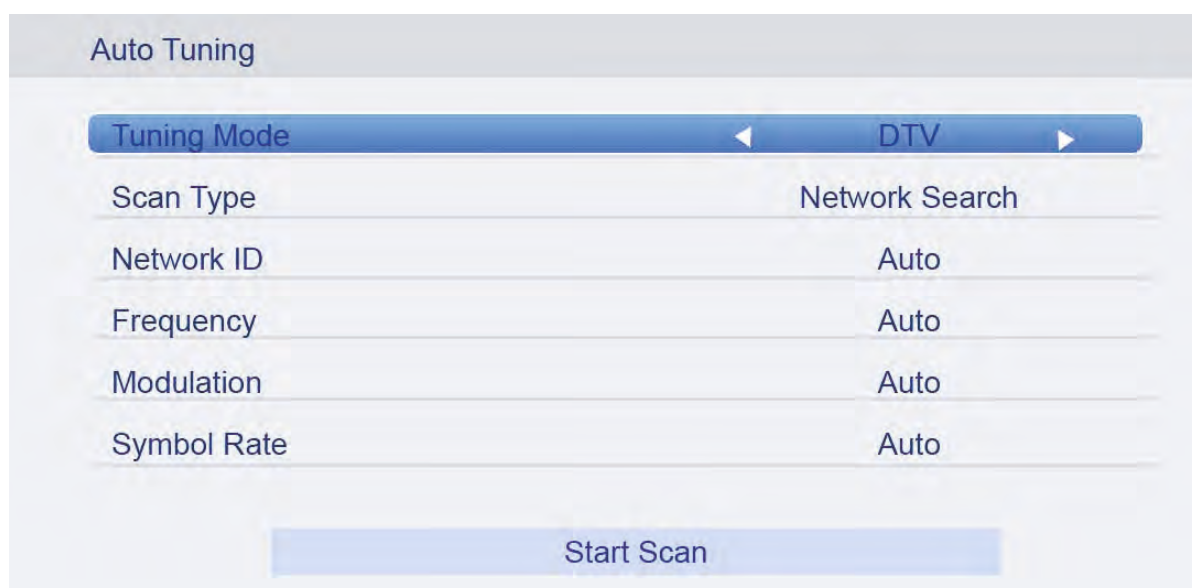 Auto Tuning
Tuning Mode DTV
Scan Type Network Search
Network ID Auto
Frequency Auto
Modulation Auto
Symbol Rate Auto
Start Scan